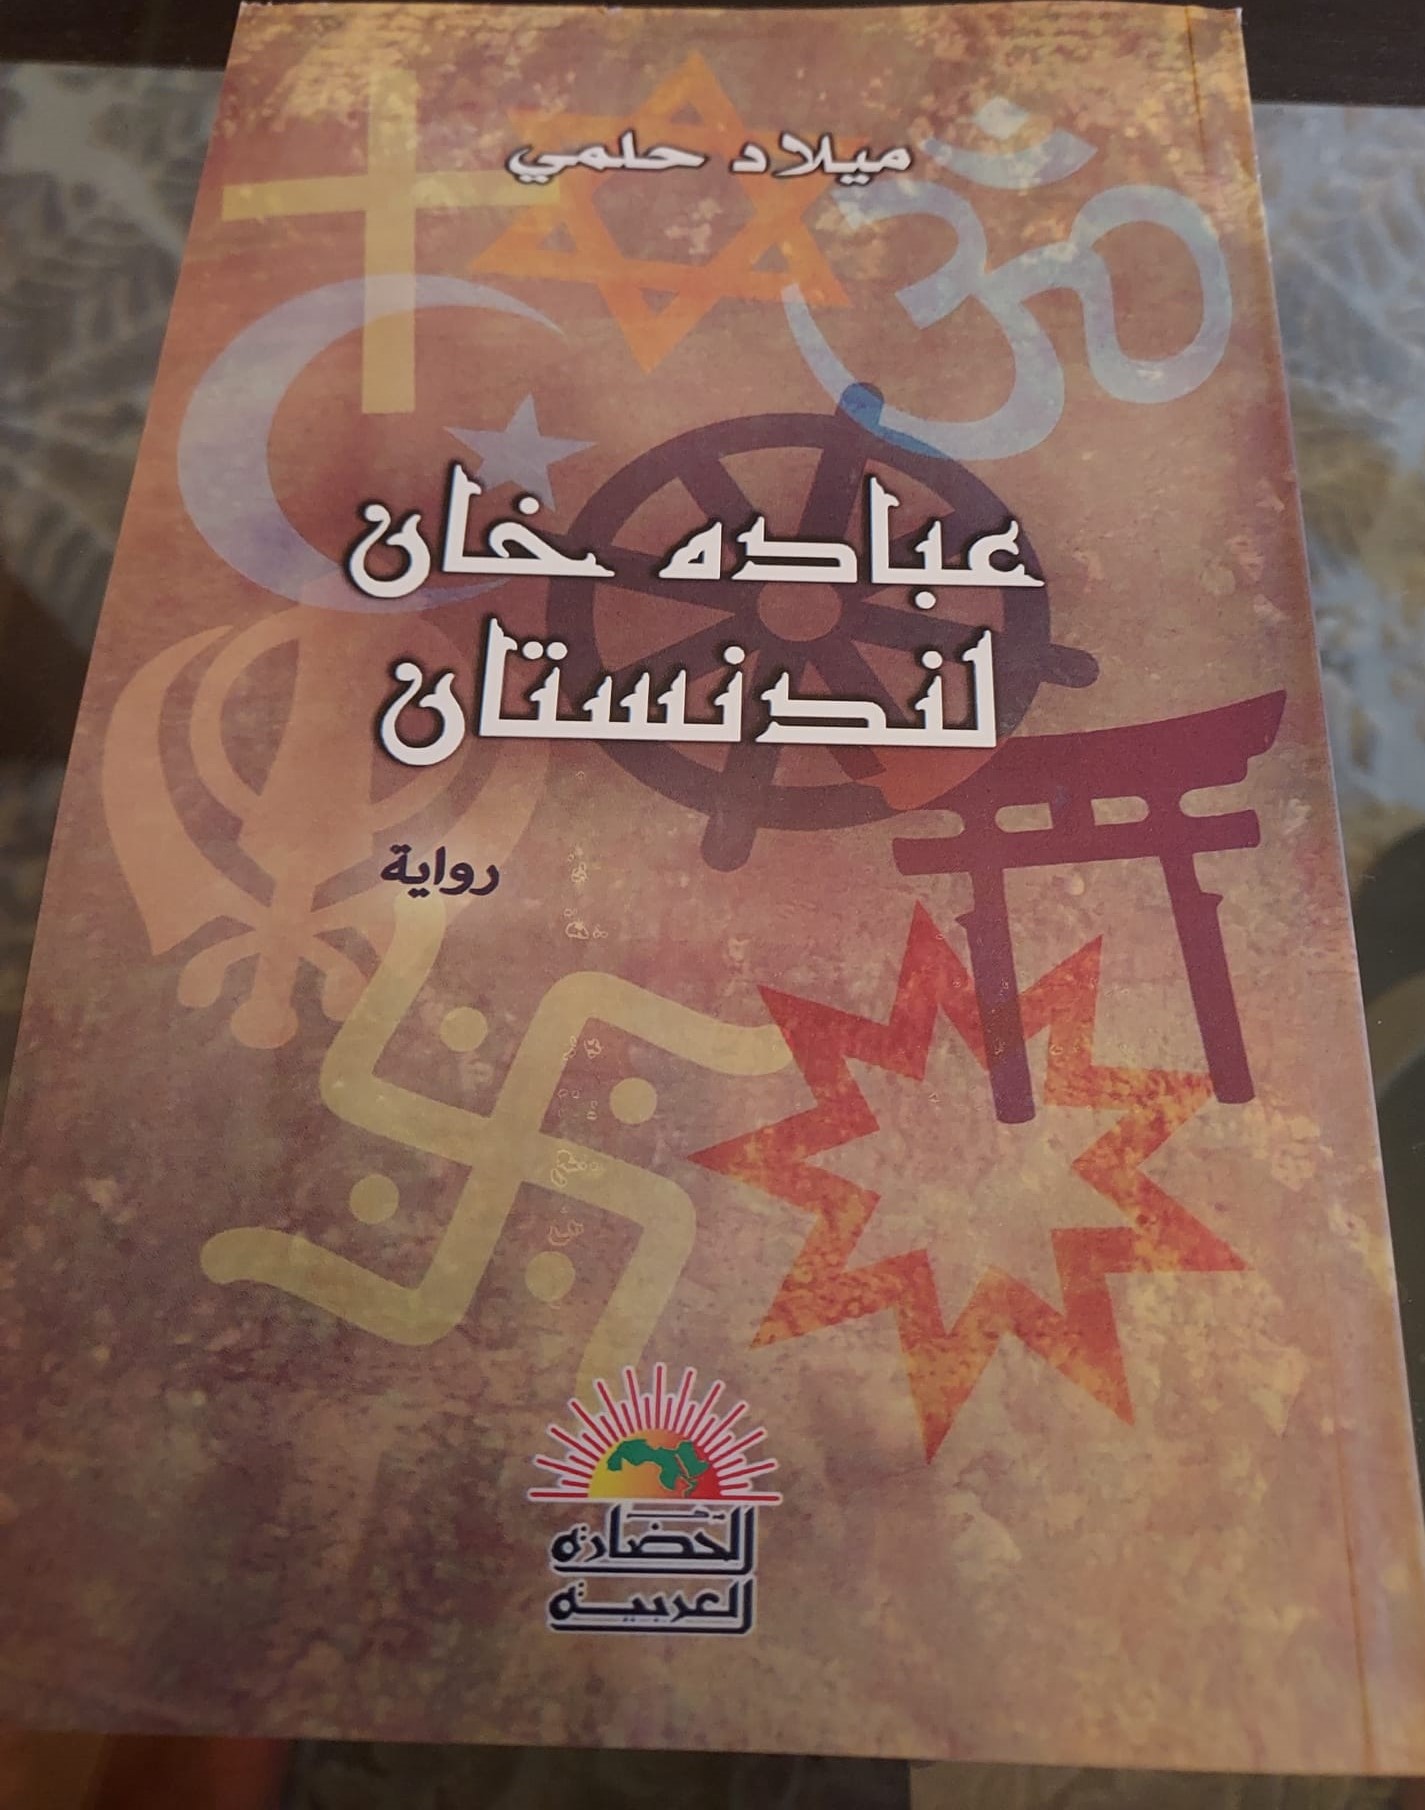 ميلاد حلمي
عباده خان
لندنستان
رواية
الحضارة
العربية